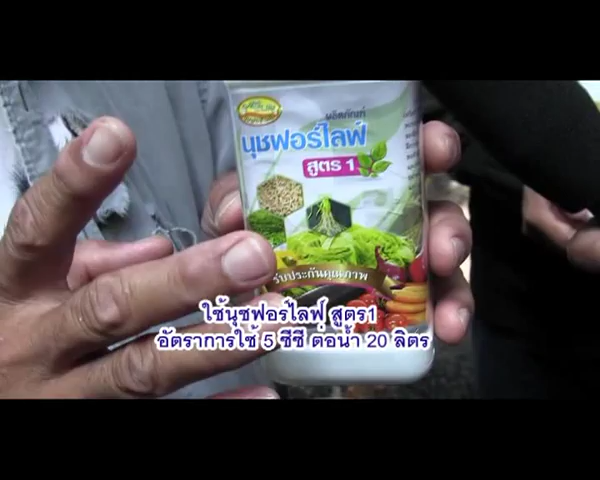 ผลิตภัณฑ์
นุชฟอร์ไลฟ์
สูตร 1
รับประกันคุณภาพ
ใช้นุชฟอร์ไลฟ์ สูตร1
อัตราการใช้ 5 ซีซี ต่อน้ำ 20 ลิตร